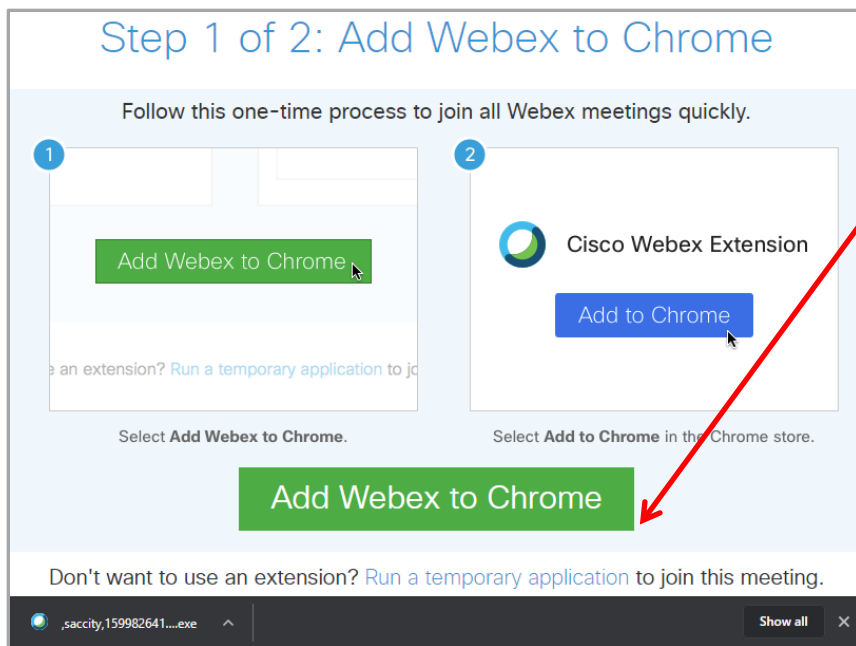 Step 1 of 2: Add Webex to Chrome
Follow this one-time process to join all Webex meetings quickly.
1
Add Webex to Chrome
an extension? Run a temporary application to
Select Add Webex to Chrome.
2
Cisco Webex Extension
Add to Chrome
Select Add to Chrome in the Chrome store.
Add Webex to Chrome
Don't want to use an extension? Run a temporary application to join this meeting.
,saccity,159982641....exe
Show all